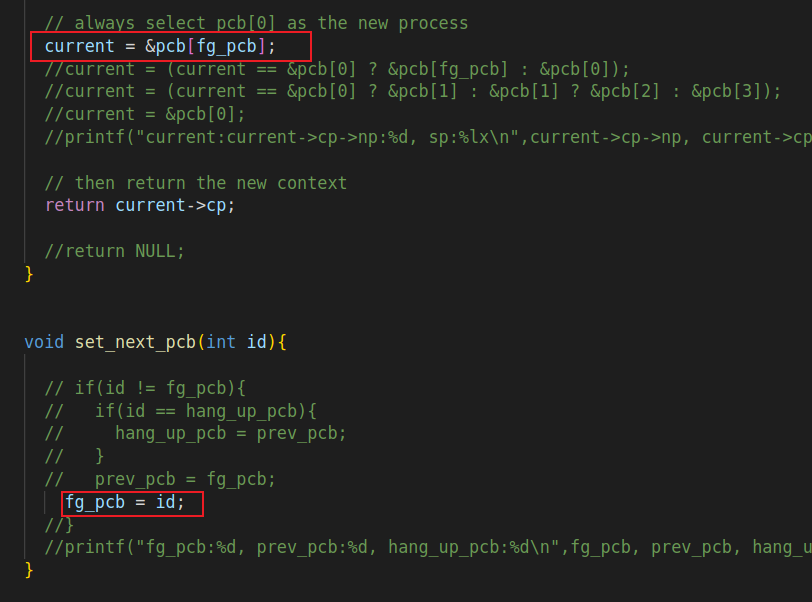 // always select pcb[0] as the new process
current = &pcb[fg_pcb];
//current = (current == &pcb[0] ? &pcb[fg_pcb] : &pcb[0]);
//current = (current == &pcb[0] ? &pcb[1] : &pcb[1] ? &pcb[2] : &pcb[3]);
//current = &pcb[0];
//printf("current:current->cp->np:%d, sp:%lx\n",current->cp->np, current->cp
// then return the new context
return current->cp;
//return NULL;
}
void set_next_pcb(int id){
// if(id != fg_pcb){
//   if(id == hang_up_pcb){
//     hang_up_pcb = prev_pcb;
//   }
//   prev_pcb = fg_pcb;
fg_pcb = id;
//}
//printf("fg_pcb:%d, prev_pcb:%d, hang_up_pcb:%d\n",fg_pcb, prev_pcb, hang_u
}